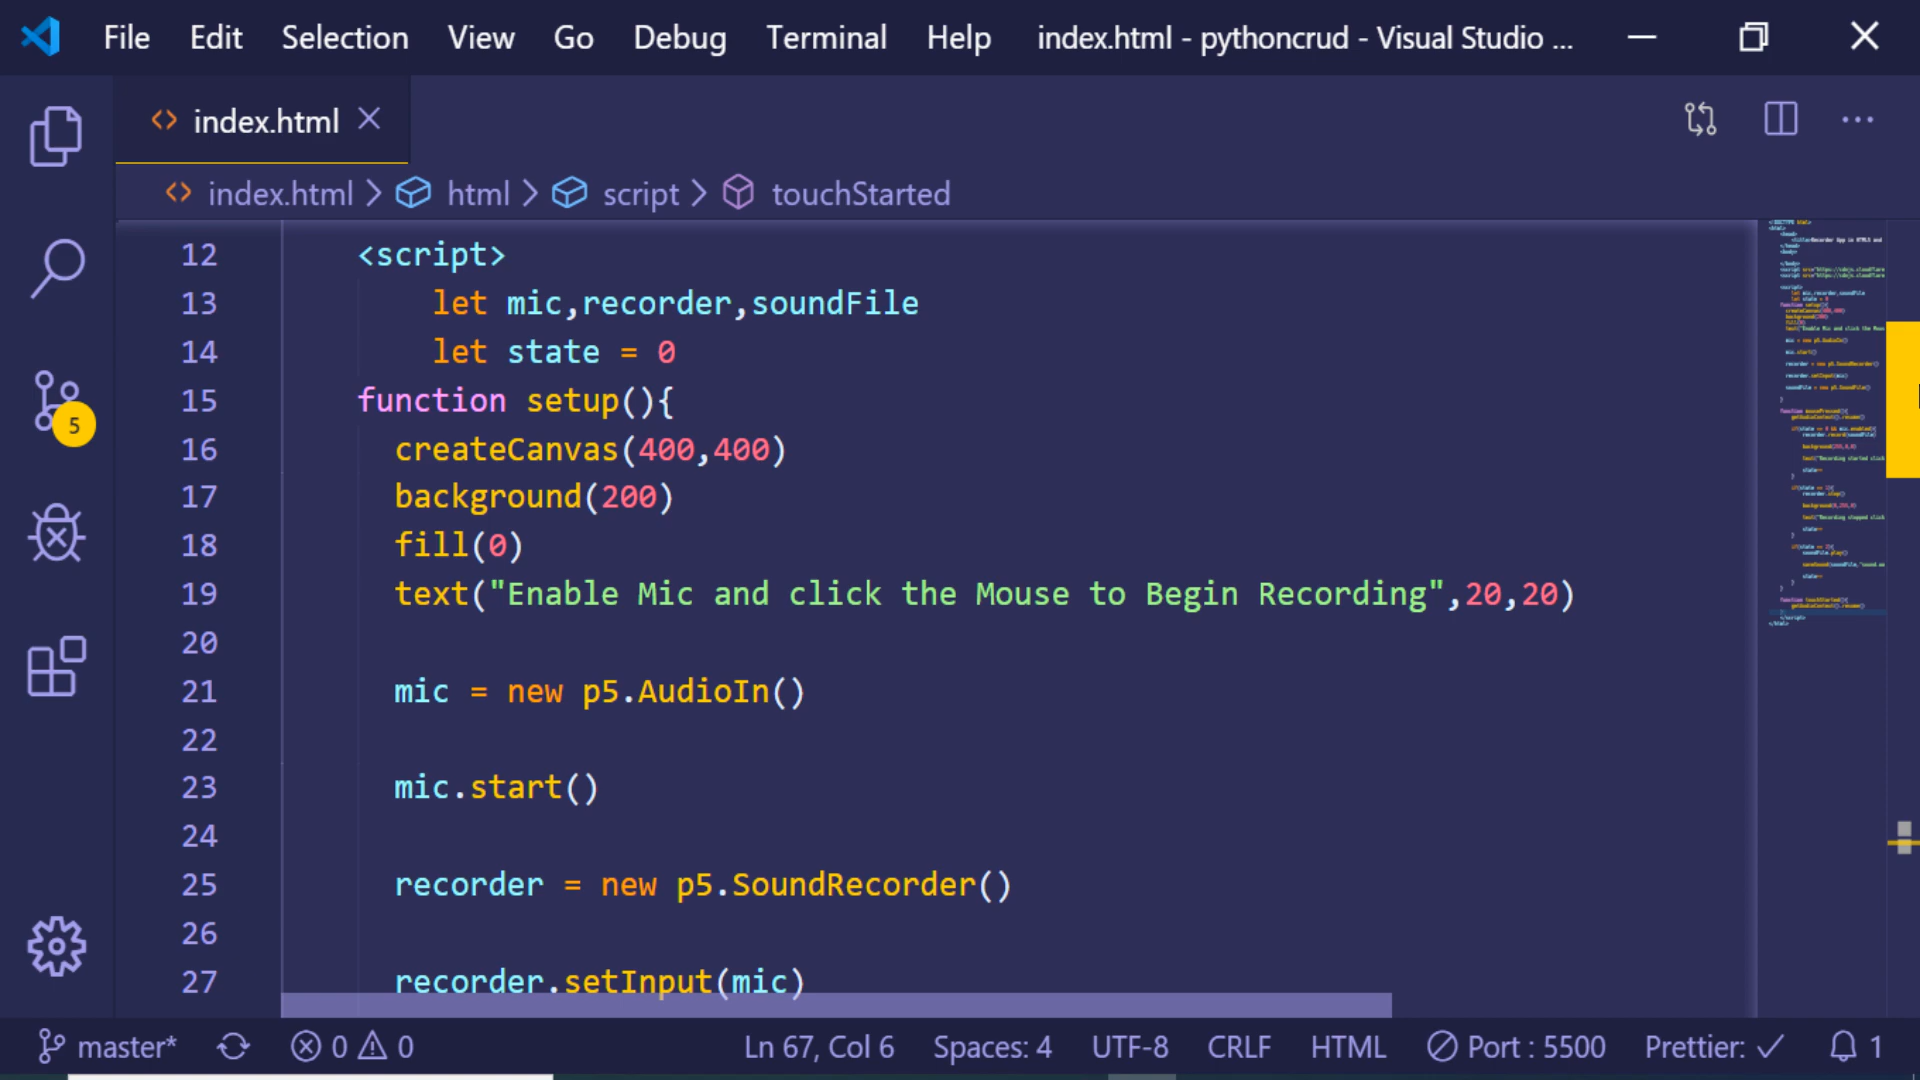 File Edit Selection View Go Debug Terminal Help index.html - pythoncrud - Visual Studio ...
index.html
index.html html script touchStarted
12 <script>
13 let mic,recorder,soundFile
14 let state = 0
15 function setup(){
16 createCanvas(400,400)
17 background(200)
18 fill(0)
19 text("Enable Mic and click the Mouse to Begin Recording",20,20)
20
21 mic = new p5.AudioIn()
22
23 mic.start()
24
25 recorder = new p5.SoundRecorder()
26
27 recorder.setInput(mic)
5
master* 0 0 Ln 67, Col 6 Spaces: 4 UTF-8 CRLF HTML Port : 5500 Prettier: ✓ 1